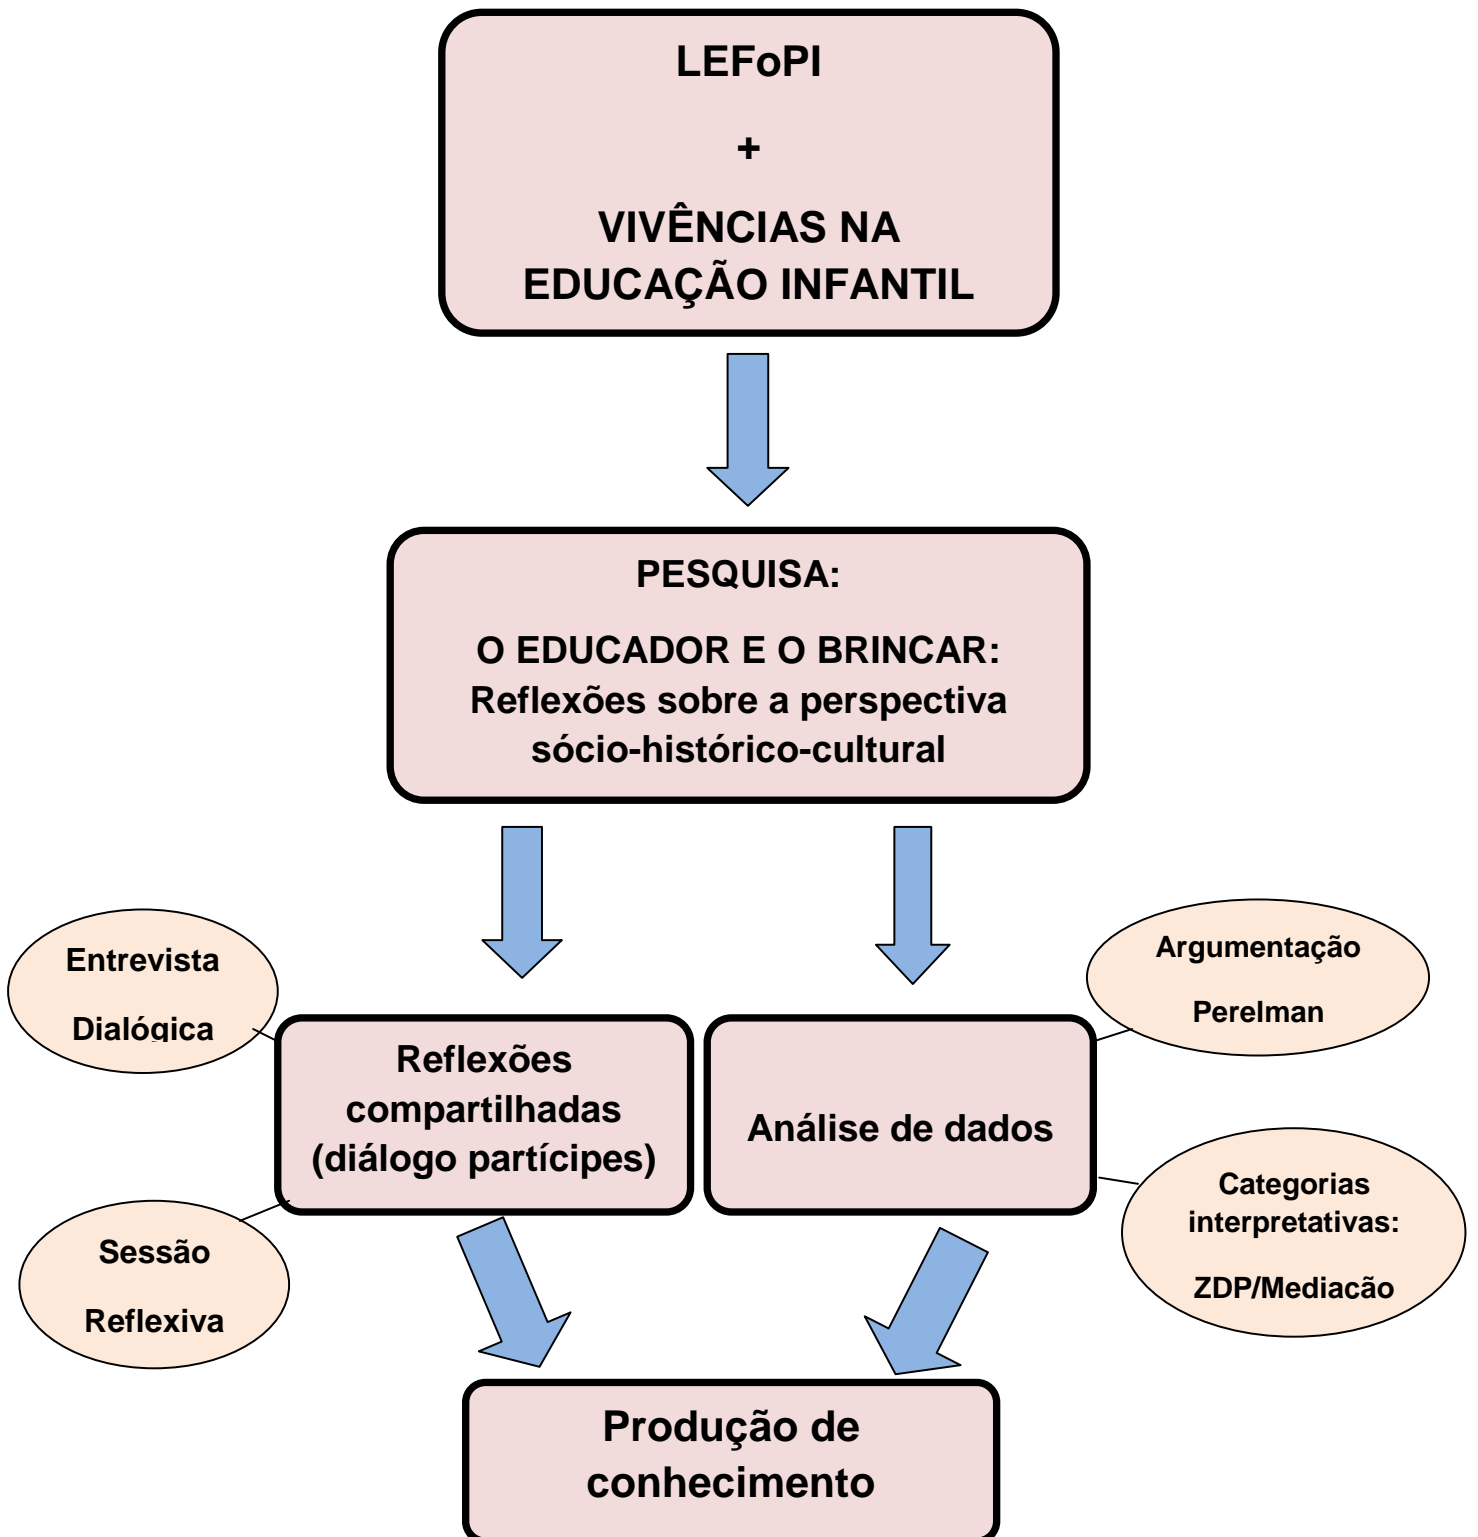 LEFoPI
+
VIVÊNCIAS NA
EDUCAÇÃO INFANTIL
PESQUISA:
O EDUCADOR E O BRINCAR:
Reflexões sobre a perspectiva
sócio-histórico-cultural
Entrevista
Dialógica
Argumentação
Perelman
Reflexões
compartilhadas
(diálogo partícipes)
Análise de dados
Sessão
Reflexiva
Categorias
interpretativas:
ZDP/Mediação
Produção de
conhecimento